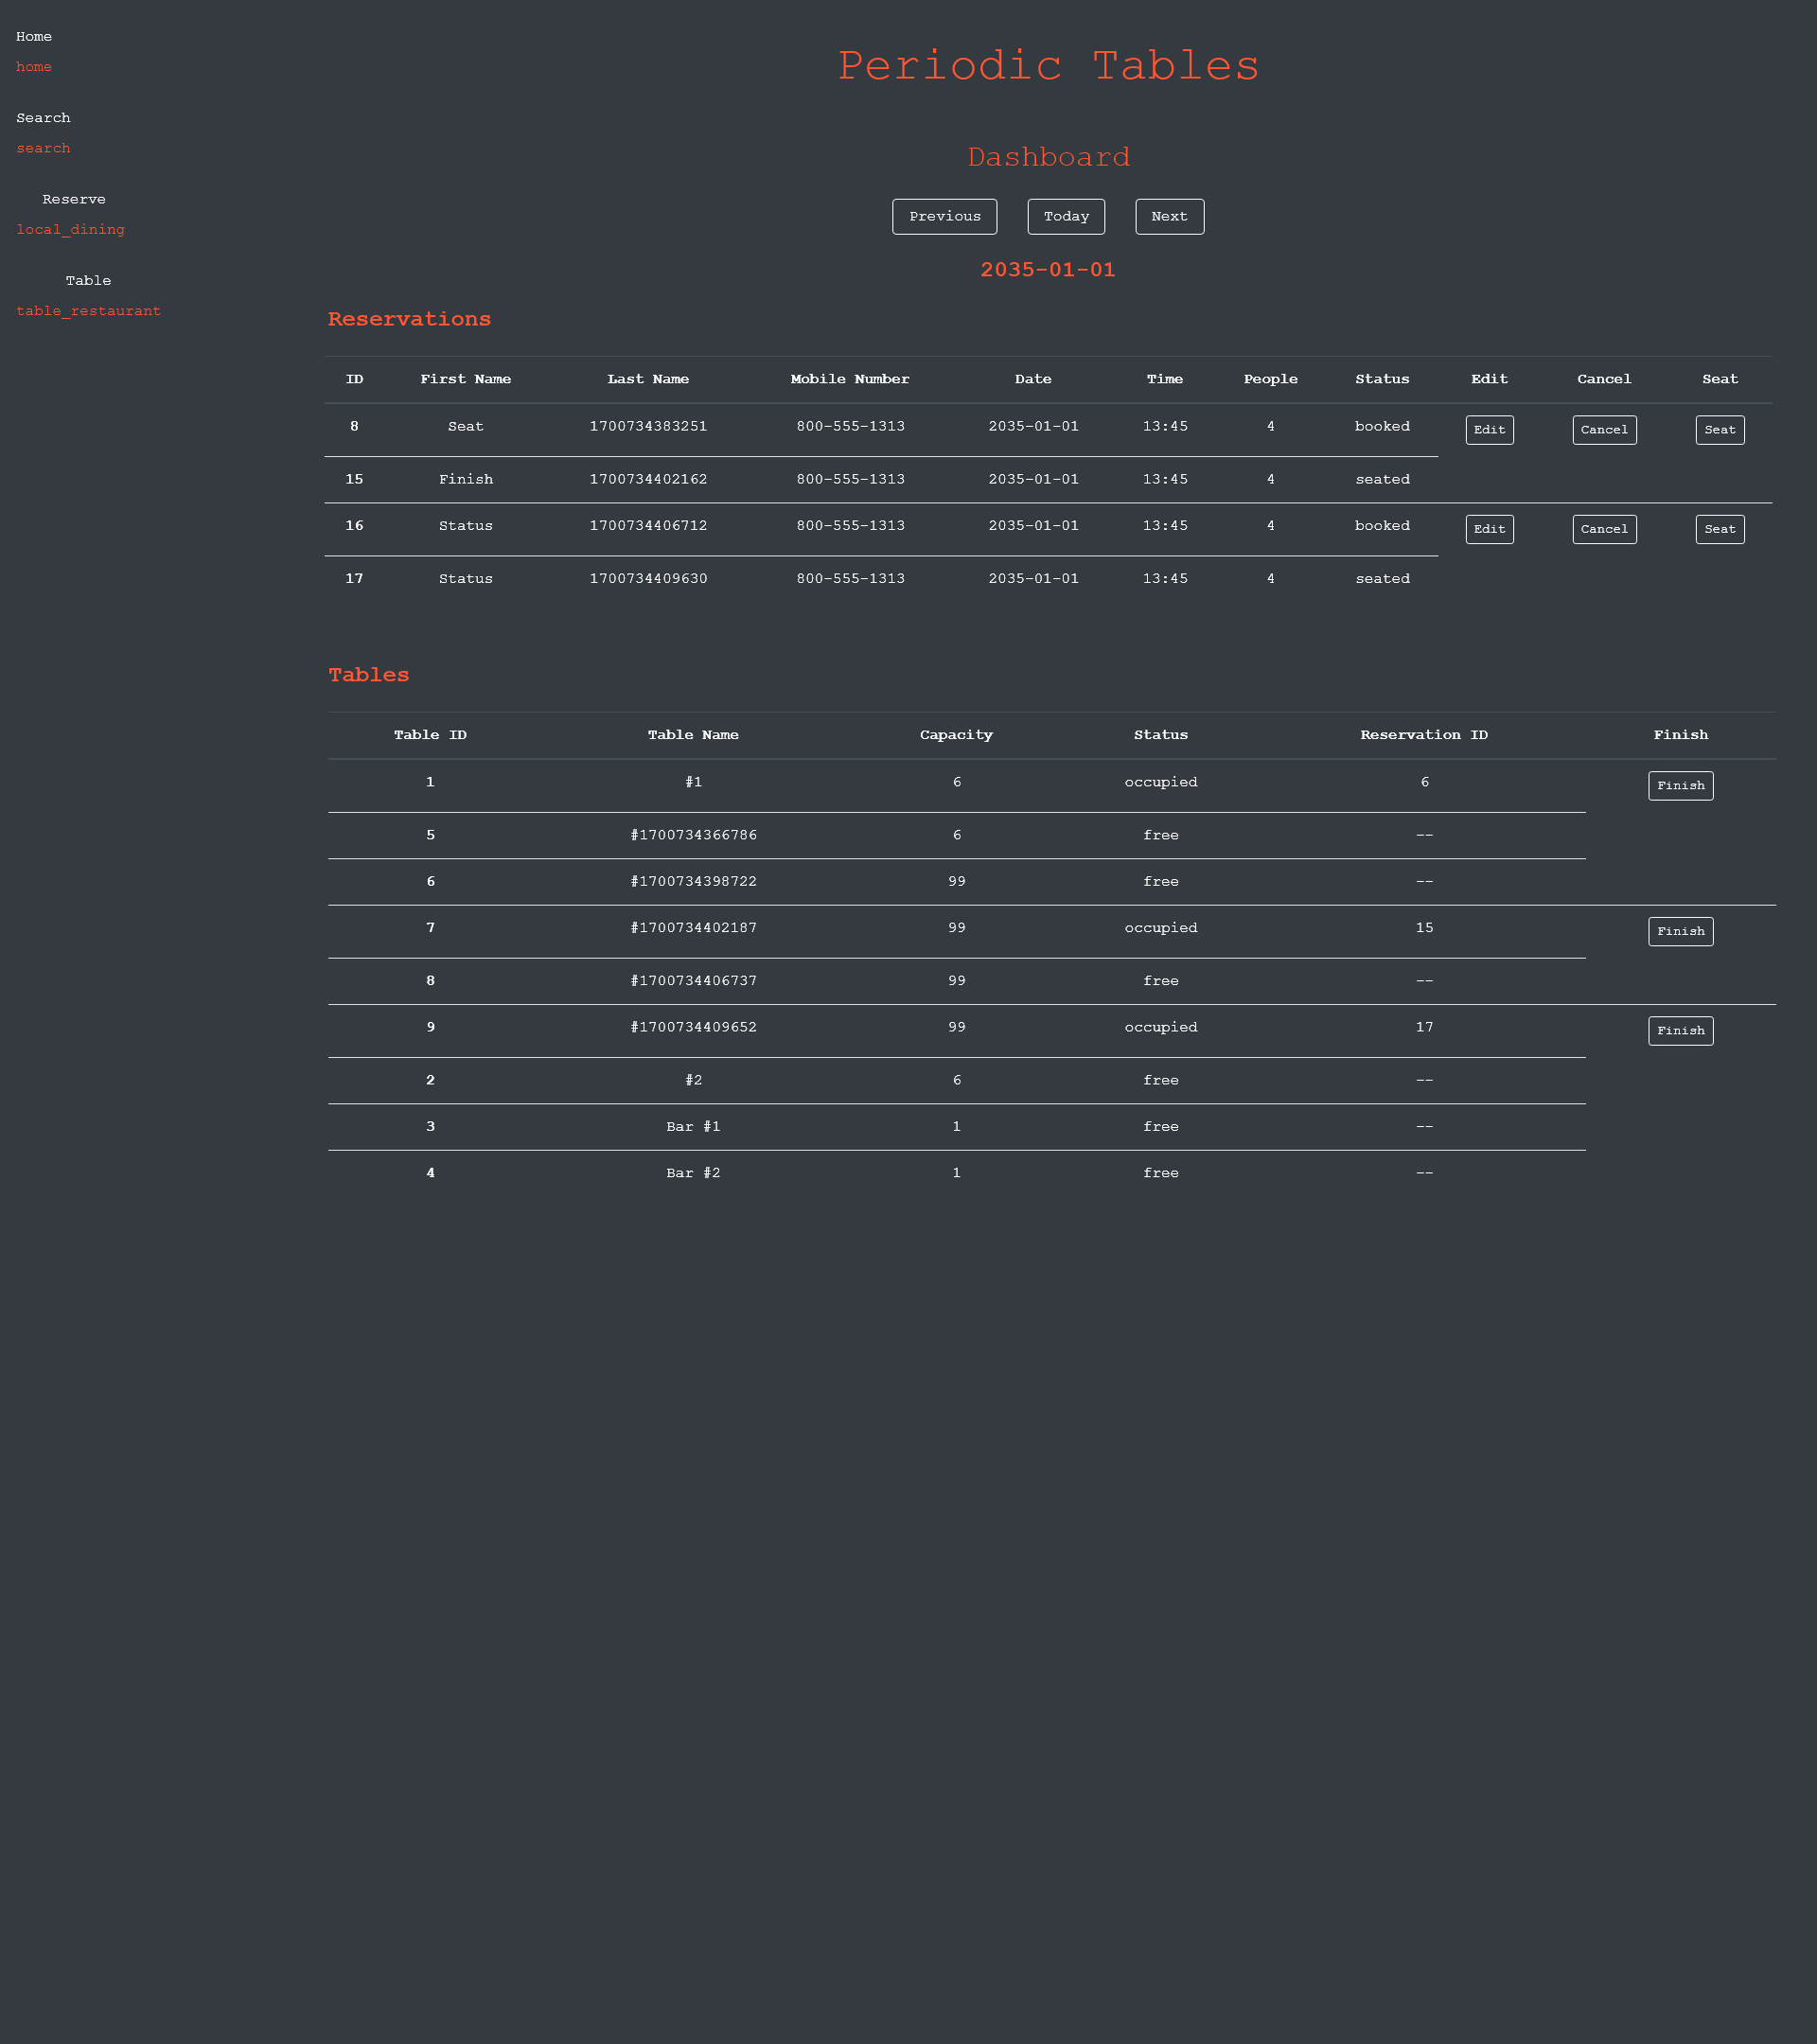 Home
home
Search
search
Reserve
local_dining
Table
table_restaurant
Periodic Tables
Dashboard
Previous Today Next
2035-01-01
Reservations
ID First Name Last Name Mobile Number Date Time People Status Edit Cancel Seat
8 Seat 1700734383251 800-555-1313 2035-01-01 13:45 4 booked Edit Cancel Seat
15 Finish 1700734402162 800-555-1313 2035-01-01 13:45 4 seated
16 Status 1700734406712 800-555-1313 2035-01-01 13:45 4 booked Edit Cancel Seat
17 Status 1700734409630 800-555-1313 2035-01-01 13:45 4 seated
Tables
Table ID Table Name Capacity Status Reservation ID Finish
1 #1 6 occupied 6 Finish
5 #1700734366786 6 free --
6 #1700734398722 99 free --
7 #1700734402187 99 occupied 15 Finish
8 #1700734406737 99 free --
9 #1700734409652 99 occupied 17 Finish
2 #2 6 free --
3 Bar #1 1 free --
4 Bar #2 1 free --